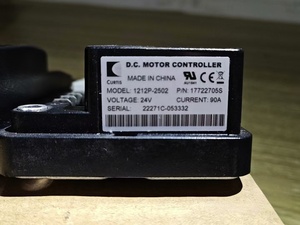 D.C. MOTOR CONTROLLER
CURTIS
MADE IN CHINA
MODEL: 1212P-2502 P/N: 17722705S
VOLTAGE: 24V CURRENT: 90A
SERIAL: 22271C-053332